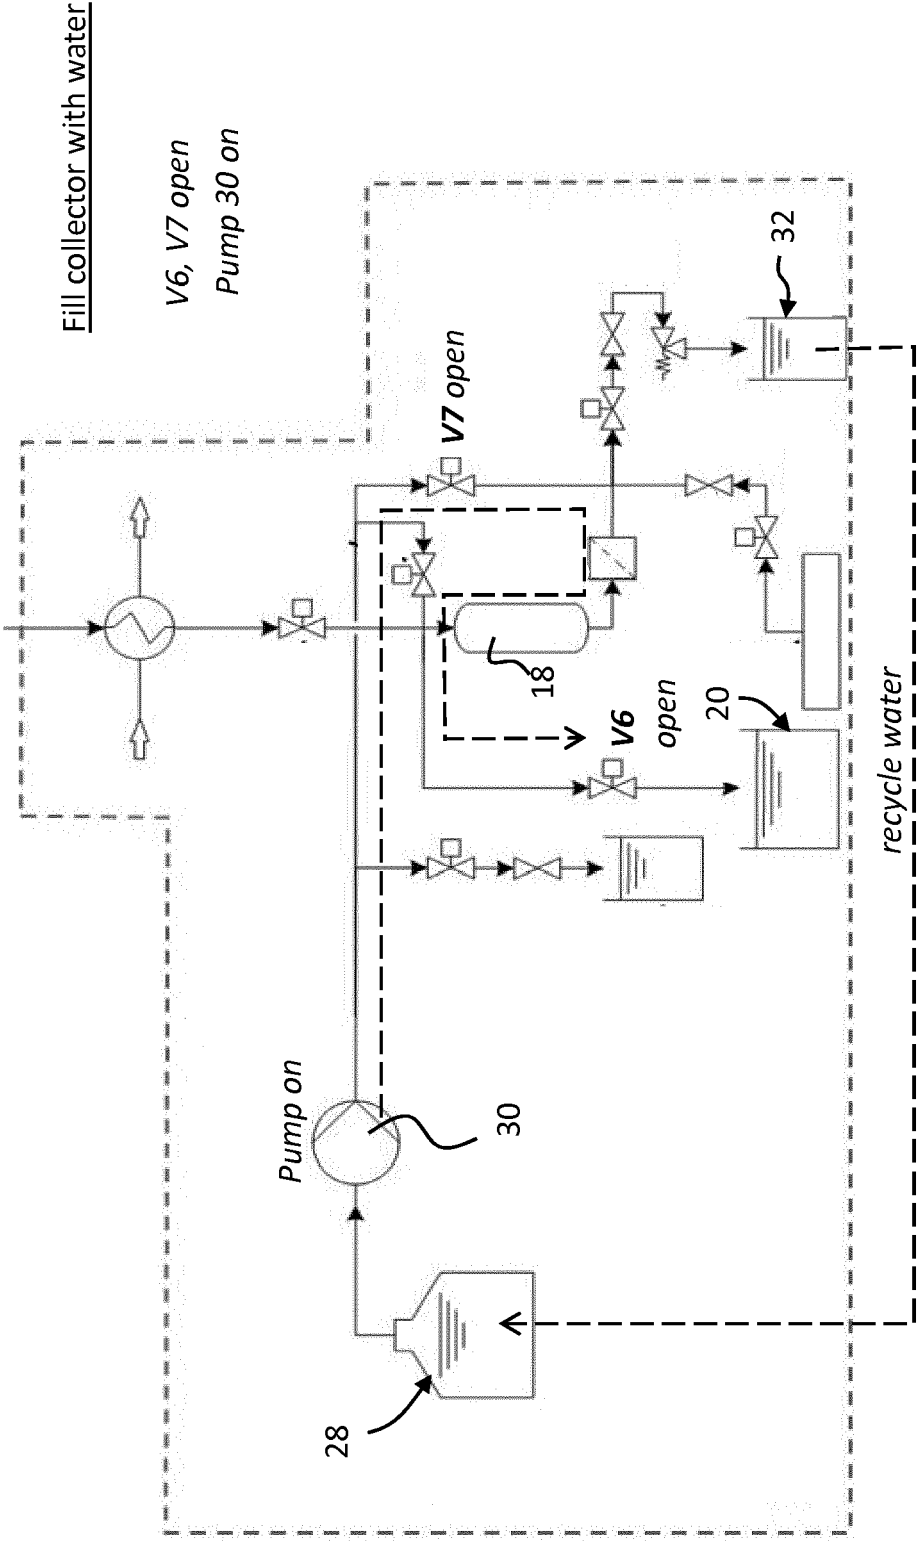 Fill collector with water
V6, V7 open
Pump 30 on
32
V7 open
18
20
V6
open
recycle water
Pump on
30
28